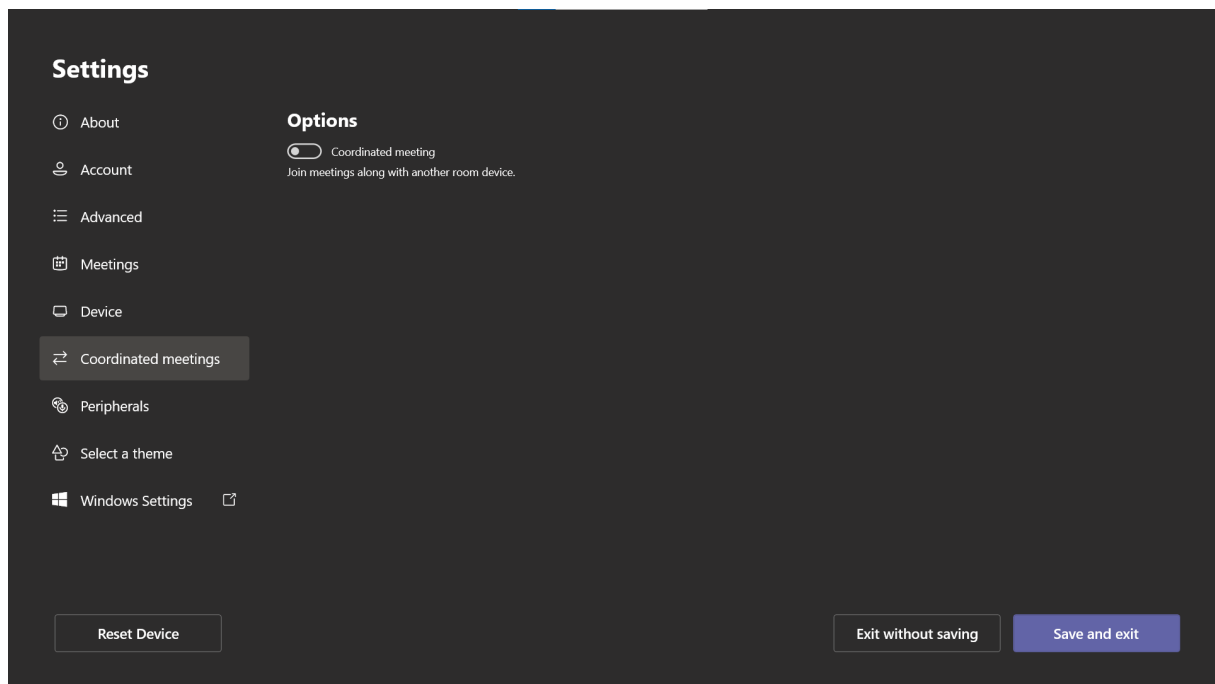 Settings
About
Account
Advanced
Meetings
Device
Coordinated meetings
Peripherals
Select a theme
Windows Settings
Options
Coordinated meeting
Join meetings along with another room device.
Reset Device
Exit without saving
Save and exit